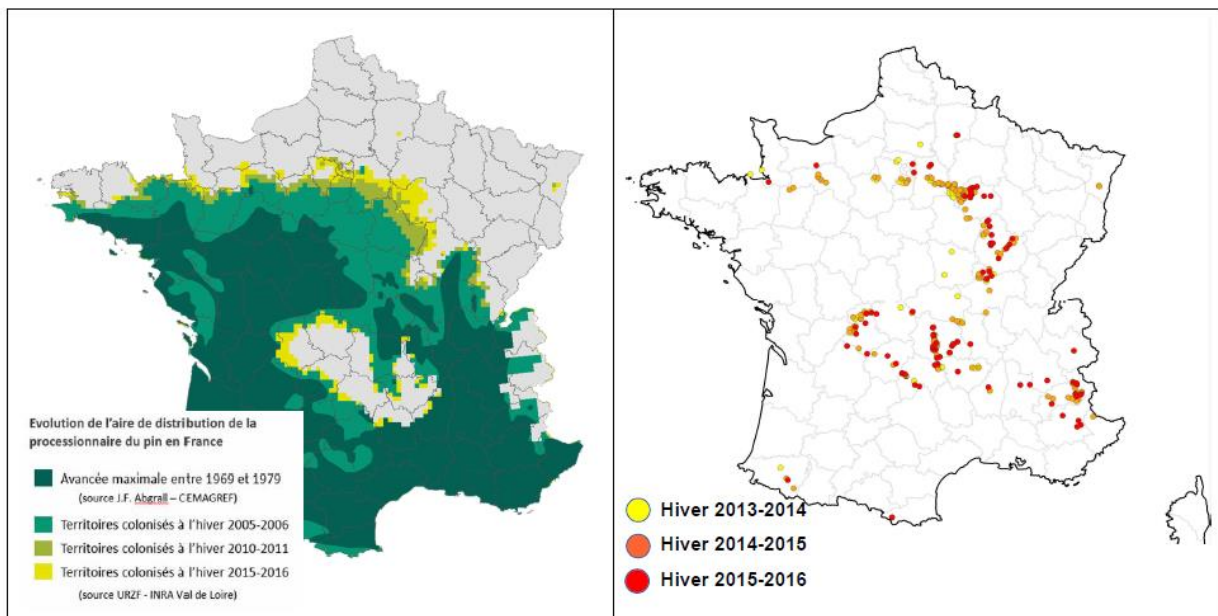 Evolution de l'aire de distribution de la
processionnaire du pin en France
Avancée maximale entre 1969 et 1979
(source J.F. Abgrall – CEMAGREF)
Territoires colonisés à l'hiver 2005-2006
Territoires colonisés à l'hiver 2010-2011
Territoires colonisés à l'hiver 2015-2016
(source URZF - INRA Val de Loire)
Hiver 2013-2014
Hiver 2014-2015
Hiver 2015-2016